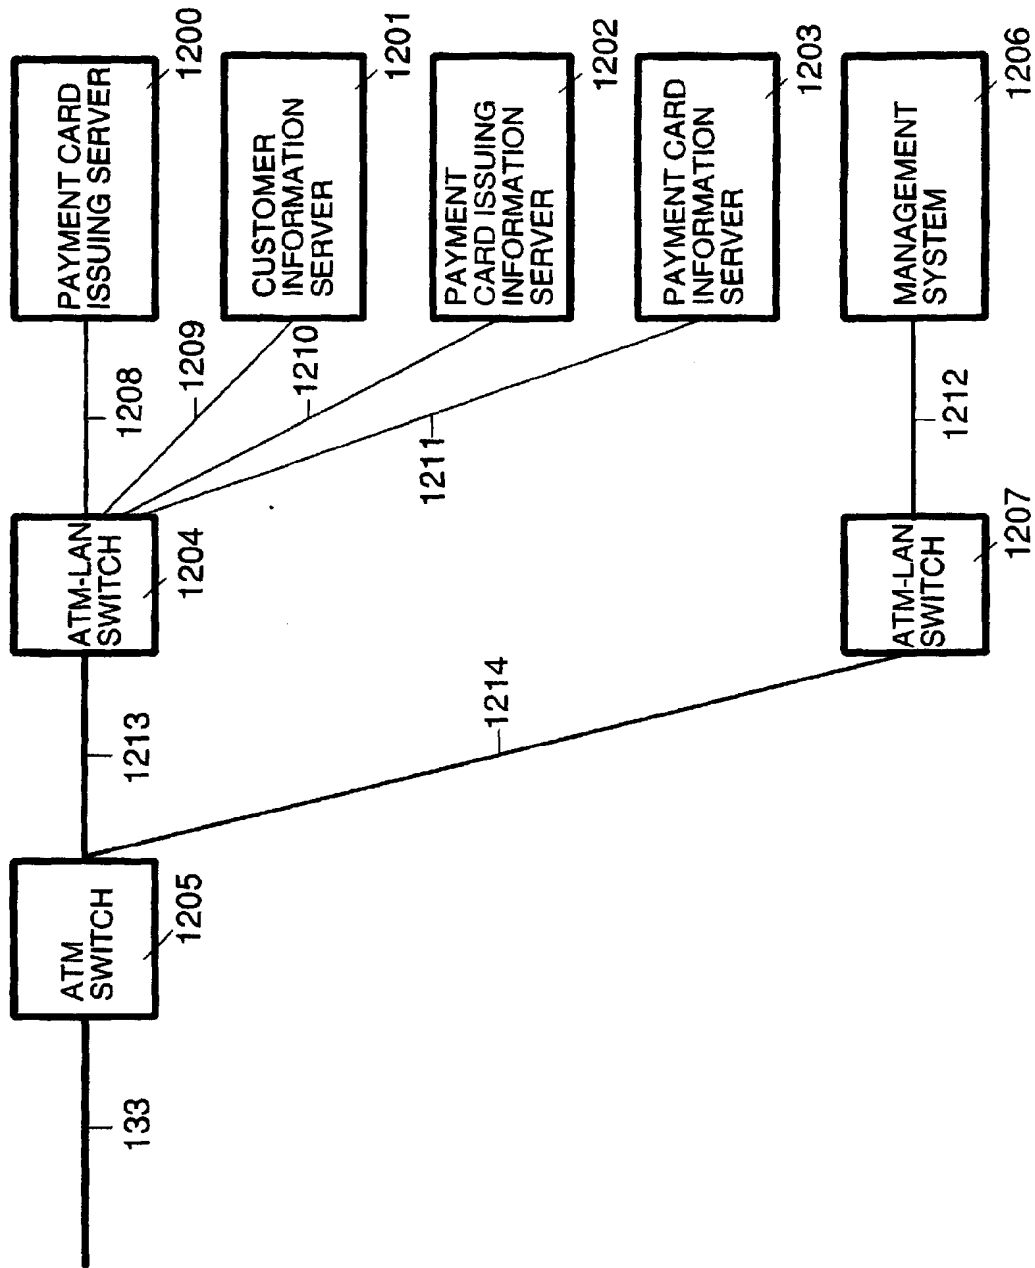 PAYMENT CARD
ISSUING SERVER
1200
CUSTOMER
INFORMATION
SERVER
1201
PAYMENT
CARD ISSUING
INFORMATION
SERVER
1202
PAYMENT CARD
INFORMATION
SERVER
1203
MANAGEMENT
SYSTEM
1206
1208
1209
1210
1211
1212
ATM-LAN
SWITCH
1204
ATM-LAN
SWITCH
1207
1213
1214
ATM
SWITCH
1205
133